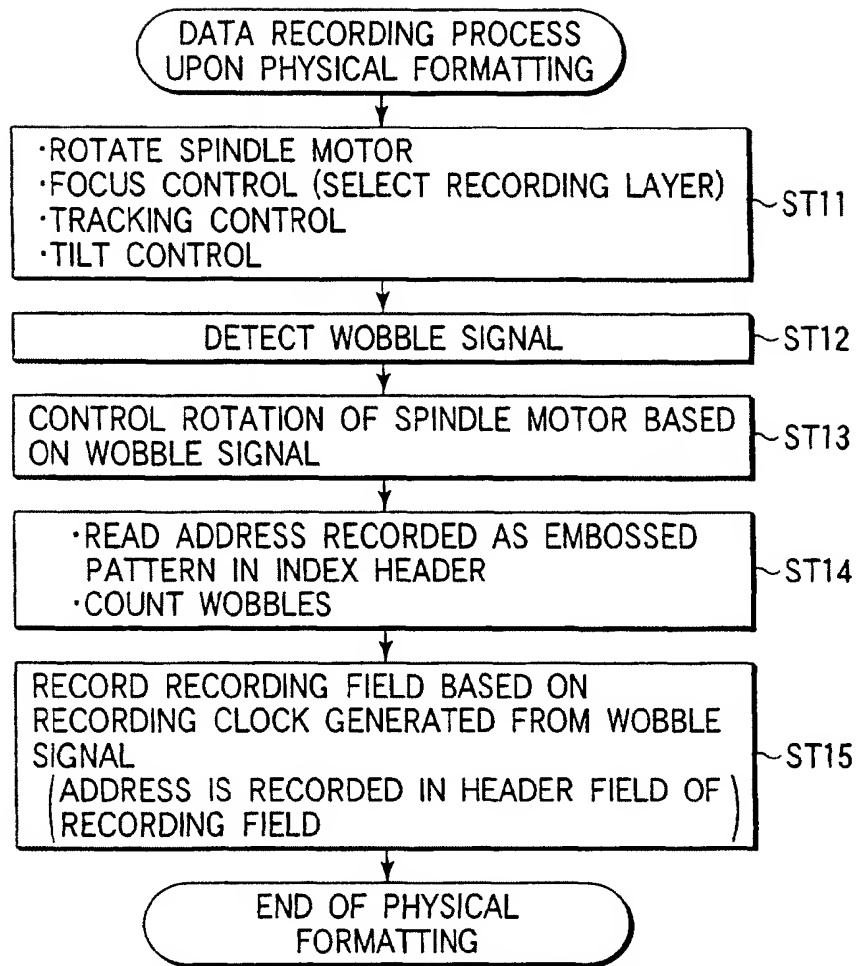 DATA RECORDING PROCESS
UPON PHYSICAL FORMATTING
·ROTATE SPINDLE MOTOR
·FOCUS CONTROL (SELECT RECORDING LAYER)
·TRACKING CONTROL
·TILT CONTROL
ST11
DETECT WOBBLE SIGNAL
ST12
CONTROL ROTATION OF SPINDLE MOTOR BASED
ON WOBBLE SIGNAL
ST13
·READ ADDRESS RECORDED AS EMBOSSED
PATTERN IN INDEX HEADER
·COUNT WOBBLES
ST14
RECORD RECORDING FIELD BASED ON
RECORDING CLOCK GENERATED FROM WOBBLE
SIGNAL
(ADDRESS IS RECORDED IN HEADER FIELD OF
RECORDING FIELD)
ST15
END OF PHYSICAL
FORMATTING